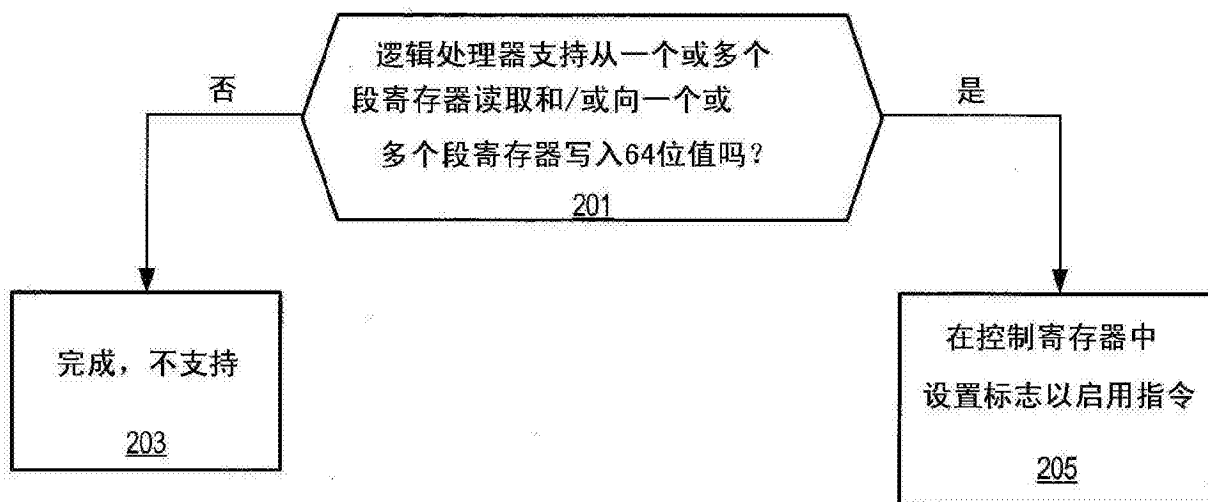 逻辑处理器支持从一个或多个
段寄存器读取和/或向一个或
多个段寄存器写入64位值吗?
201
否
是
完成，不支持
203
在控制寄存器中
设置标志以启用指令
205